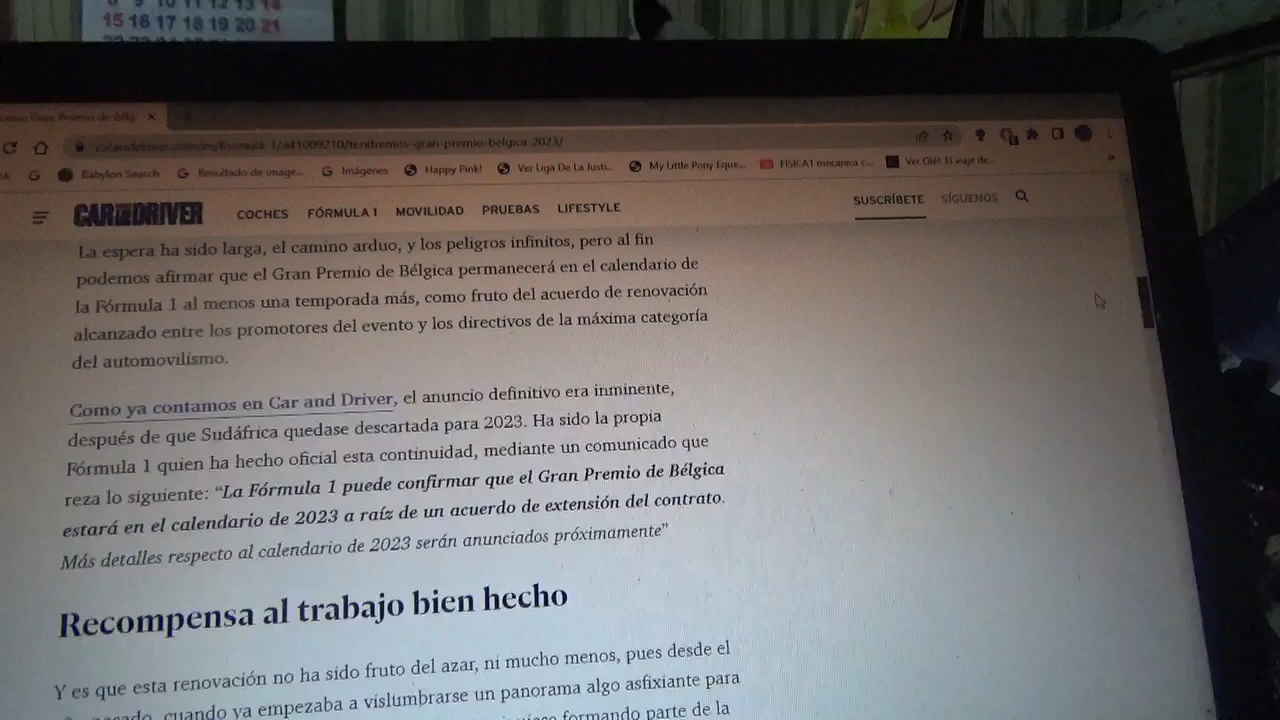 15 16 17 18 19 20 21
Gran Premio de Bélg
caranddriver.com/es/formula-1/a41009210/tendremos-gran-premio-belgica-2023/
Babylon Search Resultado de image... Imágenes Happy Pink! Ver Liga De La Justi... My Little Pony Eque... FISICA1 mecanica c... Ver El viaje de...
CAR AND DRIVER COCHES FÓRMULA 1 MOVILIDAD PRUEBAS LIFESTYLE SUSCRÍBETE SÍGUENOS
La espera ha sido larga, el camino arduo, y los peligros infinitos, pero al fin
podemos afirmar que el Gran Premio de Bélgica permanecerá en el calendario de
la Fórmula 1 al menos una temporada más, como fruto del acuerdo de renovación
alcanzado entre los promotores del evento y los directivos de la máxima categoría
del automovilismo.
Como ya contamos en Car and Driver, el anuncio definitivo era inminente,
después de que Sudáfrica quedase descartada para 2023. Ha sido la propia
Fórmula 1 quien ha hecho oficial esta continuidad, mediante un comunicado que
reza lo siguiente: “La Fórmula 1 puede confirmar que el Gran Premio de Bélgica
estará en el calendario de 2023 a raíz de un acuerdo de extensión del contrato.
Más detalles respecto al calendario de 2023 serán anunciados próximamente”
Recompensa al trabajo bien hecho
Y es que esta renovación no ha sido fruto del azar, ni mucho menos, pues desde el
cuando ya empezaba a vislumbrarse un panorama algo asfixiante para
formando parte de la